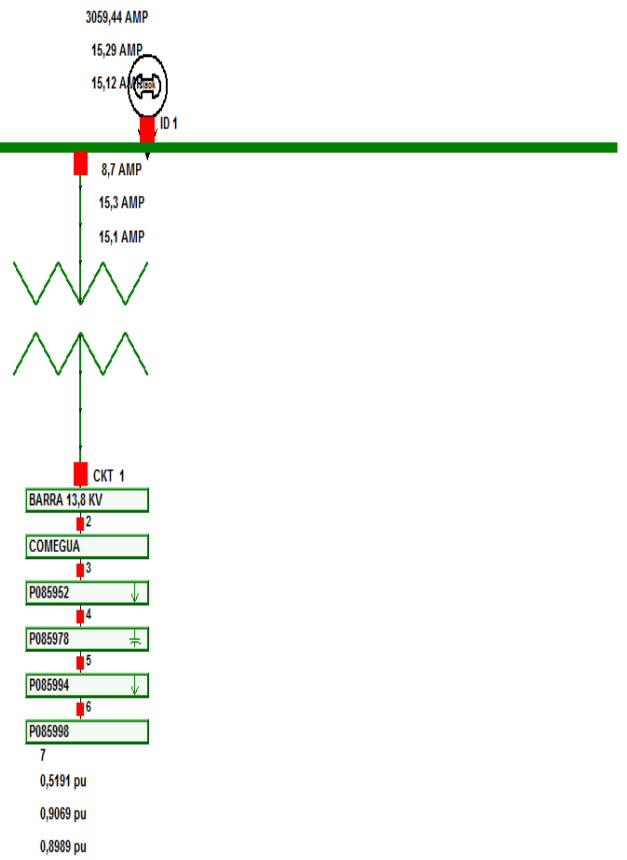 3059,44 AMP
15,29 AMP
15,12 AMP
ID 1
8,7 AMP
15,3 AMP
15,1 AMP
CKT 1
BARRA 13,8 KV
2
COMEGUA
3
P085952
4
P085978
5
P085994
6
P085998
7
0,5191 pu
0,9069 pu
0,8989 pu